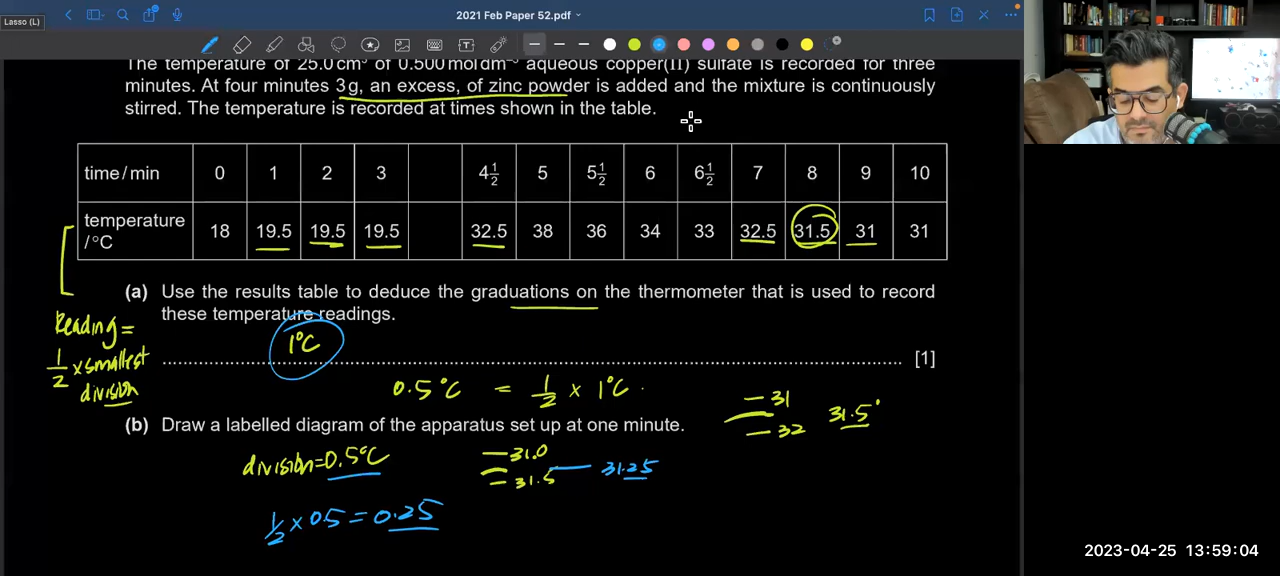 Lasso (L)
2021 Feb Paper 52.pdf
The temperature of 25.0 cm³ of 0.500 mol dm⁻³ aqueous copper(II) sulfate is recorded for three
minutes. At four minutes 3 g, an excess, of zinc powder is added and the mixture is continuously
stirred. The temperature is recorded at times shown in the table.
time / min 0 1 2 3 4½ 5 5½ 6 6½ 7 8 9 10
temperature
/ °C 18 19.5 19.5 19.5 32.5 38 36 34 33 32.5 31.5 31 31
(a) Use the results table to deduce the graduations on the thermometer that is used to record
these temperature readings.
Reading =
½ × smallest
division
1°C
[1]
0.5°C = ½ × 1°C
31
32
31.5°
(b) Draw a labelled diagram of the apparatus set up at one minute.
division = 0.5°C
31.0
31.5
31.25
½ × 0.5 = 0.25
2023-04-25 13:59:04